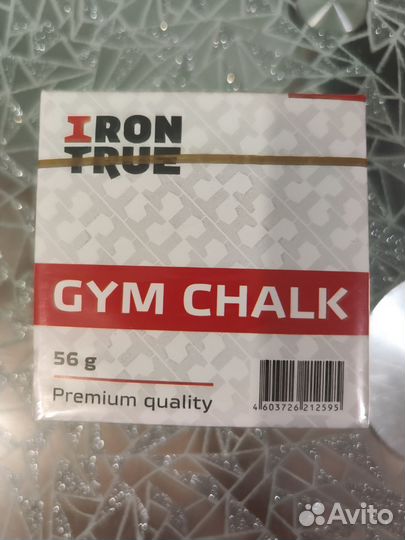 IRON
TRUE
GYM CHALK
56 g
Premium quality
4 603726 212595
Avito